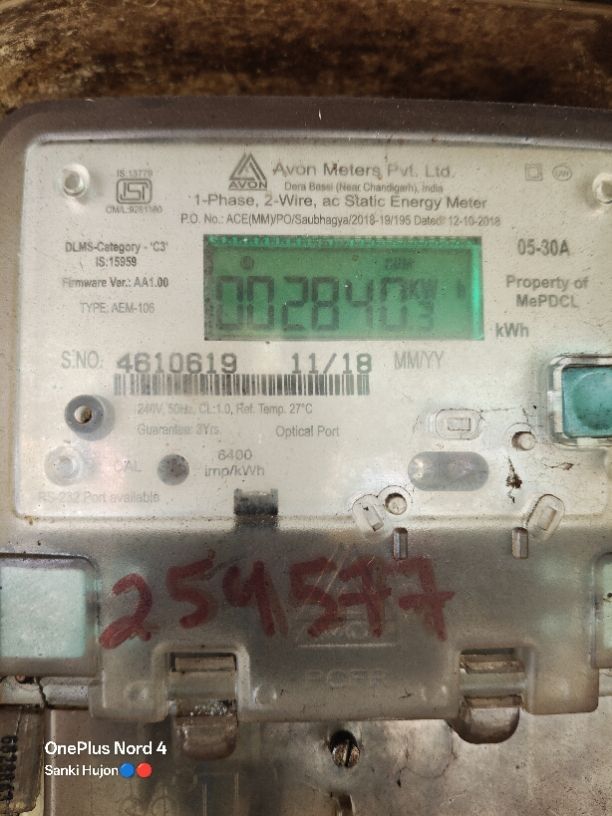 IS:13779
CM/L:9281180
AVON
Avon Meters Pvt. Ltd.
Dera Bassi (Near Chandigarh), India
1-Phase, 2-Wire, ac Static Energy Meter
P.O. No.: ACE(MM)/PO/Saubhagya/2018-19/195 Dated: 12-10-2018
DLMS-Category - 'C3'
IS:15959
Firmware Ver.: AA1.00
TYPE: AEM-106
002840
kWh
05-30A
Property of
MePDCL
S.NO:
4610619 11/18 MM/YY
240V, 50Hz, CL:1.0, Ref. Temp. 27°C
Guarantee: 3Yrs.
Optical Port
CAL
6400
imp/kWh
RS-232 Port available
254577
OnePlus Nord 4
Sanki Hujon